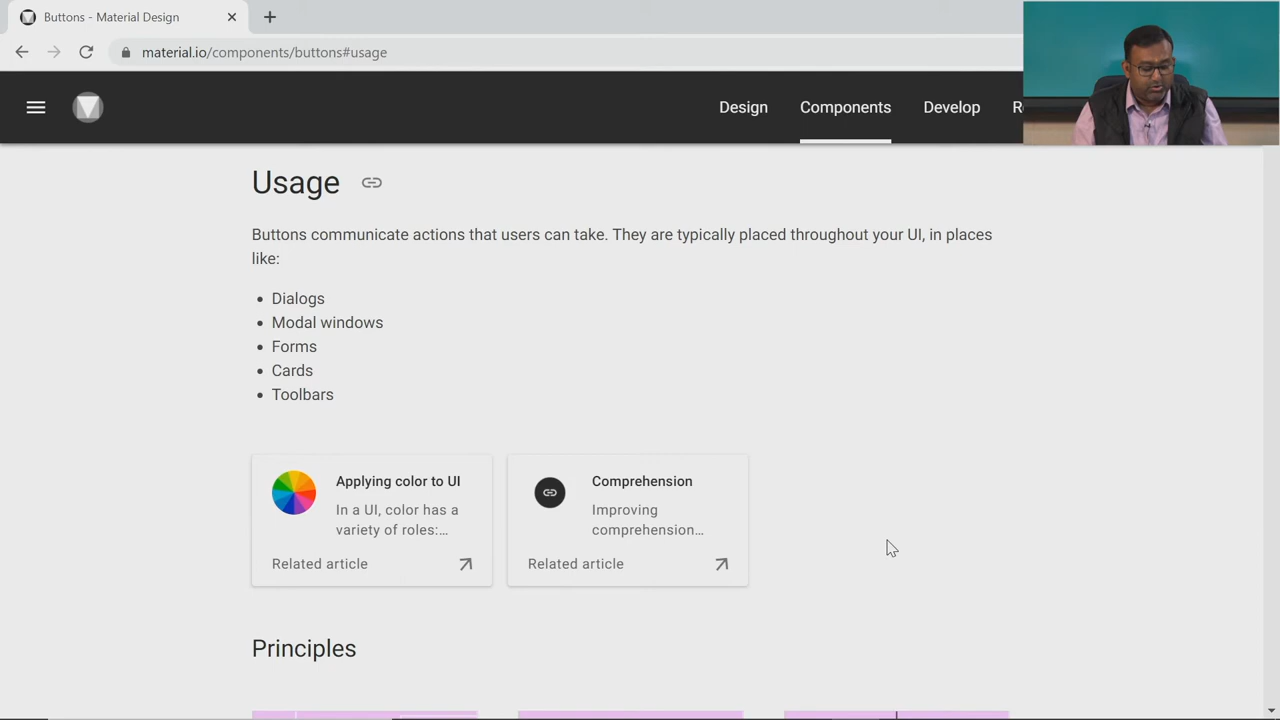 Buttons - Material Design
material.io/components/buttons#usage
Design Components Develop R
Usage
Buttons communicate actions that users can take. They are typically placed throughout your UI, in places
like:
Dialogs
Modal windows
Forms
Cards
Toolbars
Applying color to UI
In a UI, color has a
variety of roles:...
Related article
Comprehension
Improving
comprehension...
Related article
Principles